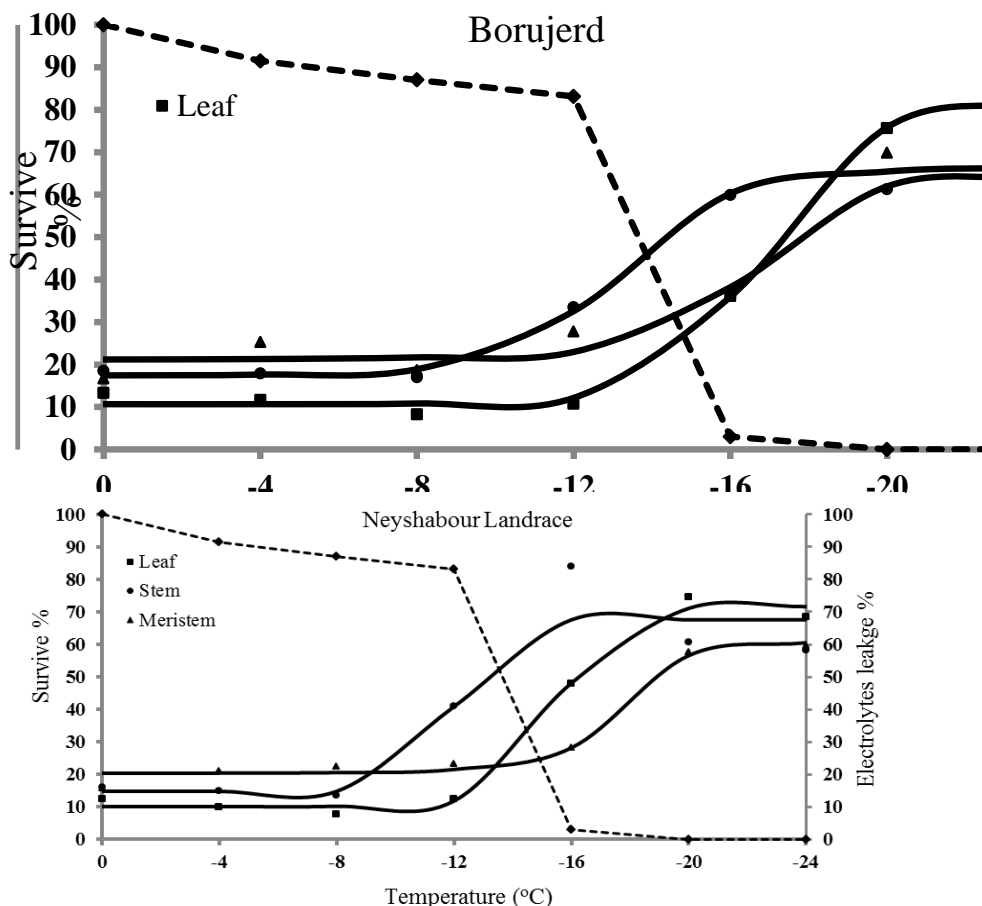 Borujerd
100
90
80
70
60
50
40
30
20
10
0
Survive
%
Leaf
0 -4 -8 -12 -16 -20
Neyshabour Landrace
100
90
80
70
60
50
40
30
20
10
0
Survive %
Leaf
Stem
Meristem
100
90
80
70
60
50
40
30
20
10
0
Electrolytes leakge %
0 -4 -8 -12 -16 -20 -24
Temperature (°C)